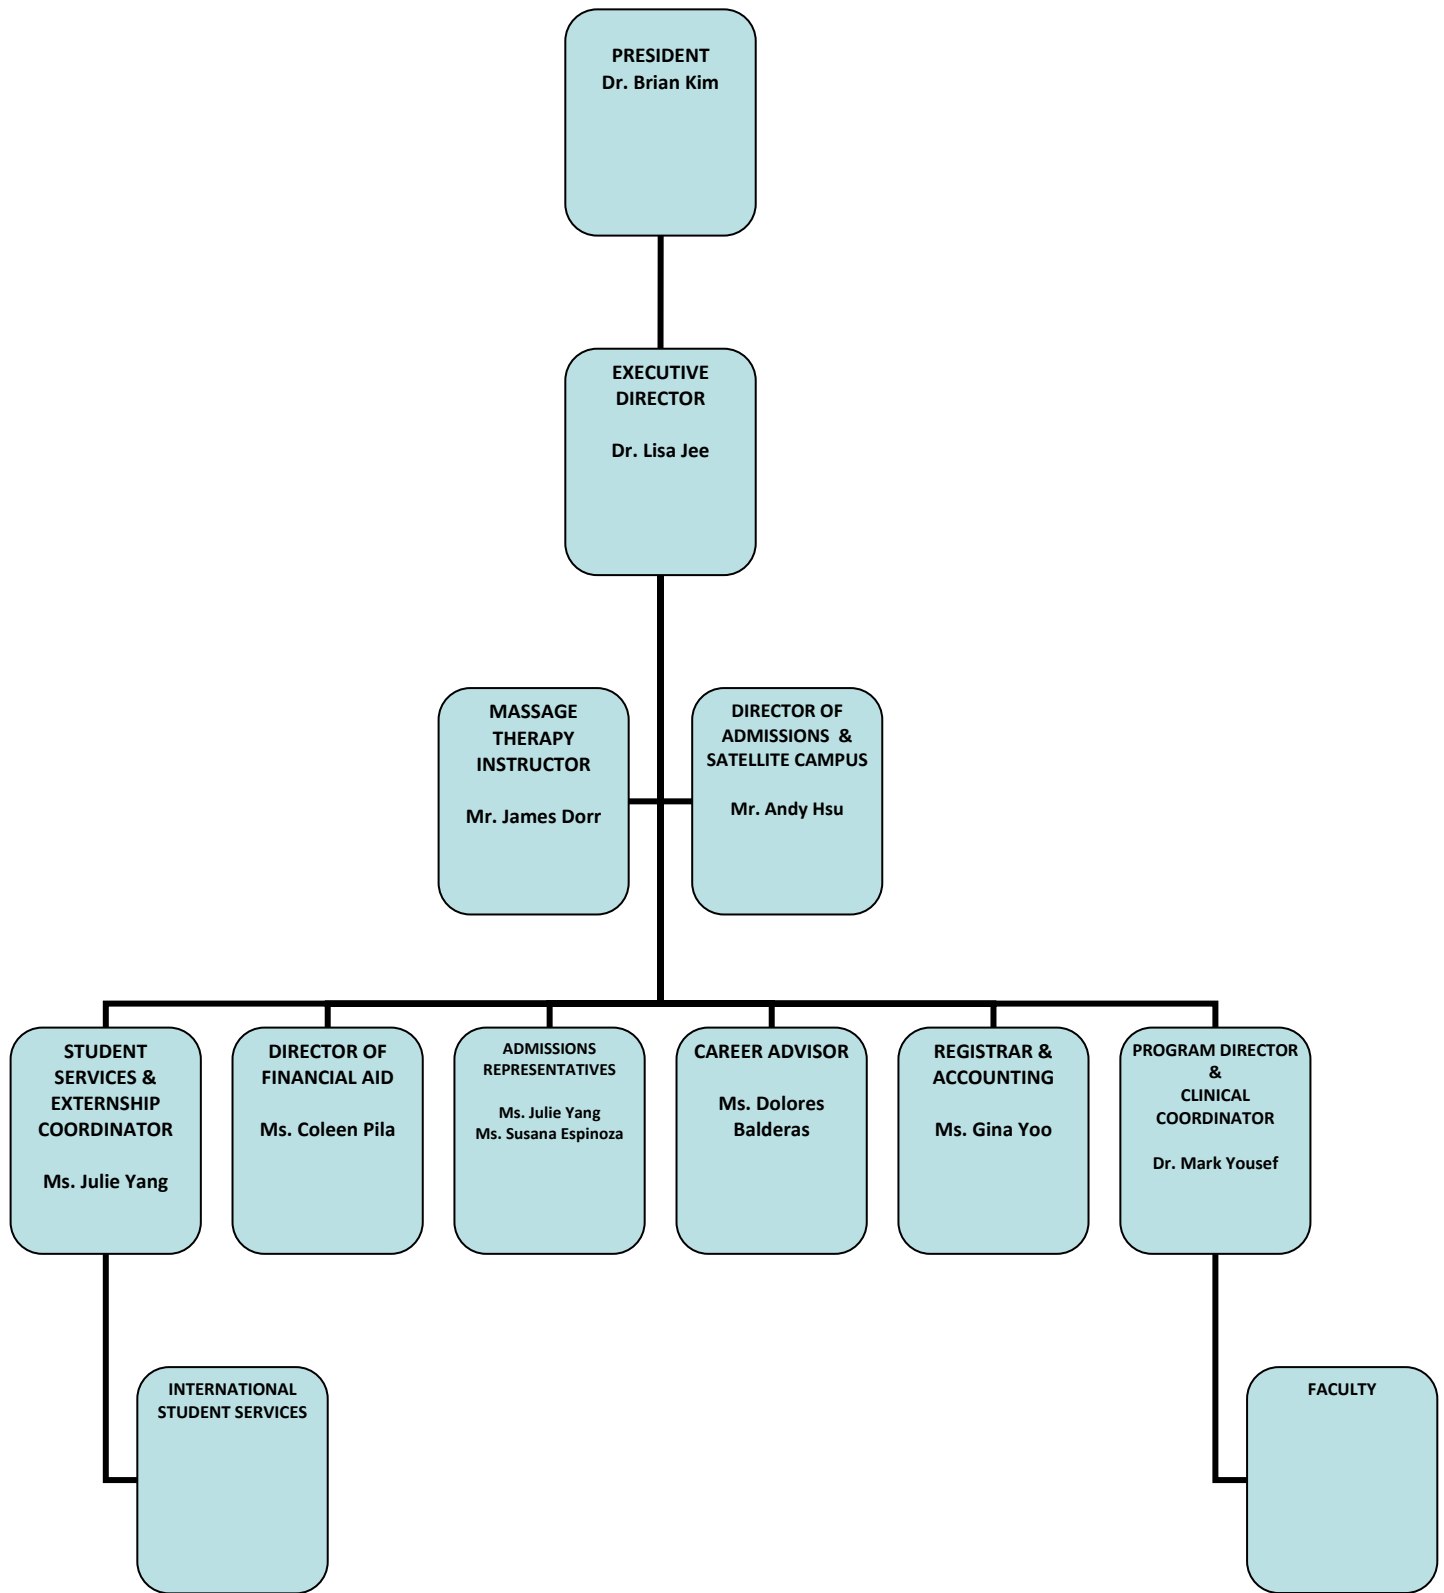 PRESIDENT
Dr. Brian Kim
EXECUTIVE
DIRECTOR
Dr. Lisa Jee
MASSAGE
THERAPY
INSTRUCTOR
Mr. James Dorr
DIRECTOR OF
ADMISSIONS &
SATELLITE CAMPUS
Mr. Andy Hsu
STUDENT
SERVICES &
EXTERNSHIP
COORDINATOR
Ms. Julie Yang
DIRECTOR OF
FINANCIAL AID
Ms. Coleen Pila
ADMISSIONS
REPRESENTATIVES
Ms. Julie Yang
Ms. Susana Espinoza
CAREER ADVISOR
Ms. Dolores
Balderas
REGISTRAR &
ACCOUNTING
Ms. Gina Yoo
PROGRAM DIRECTOR
&
CLINICAL
COORDINATOR
Dr. Mark Yousef
INTERNATIONAL
STUDENT SERVICES
FACULTY